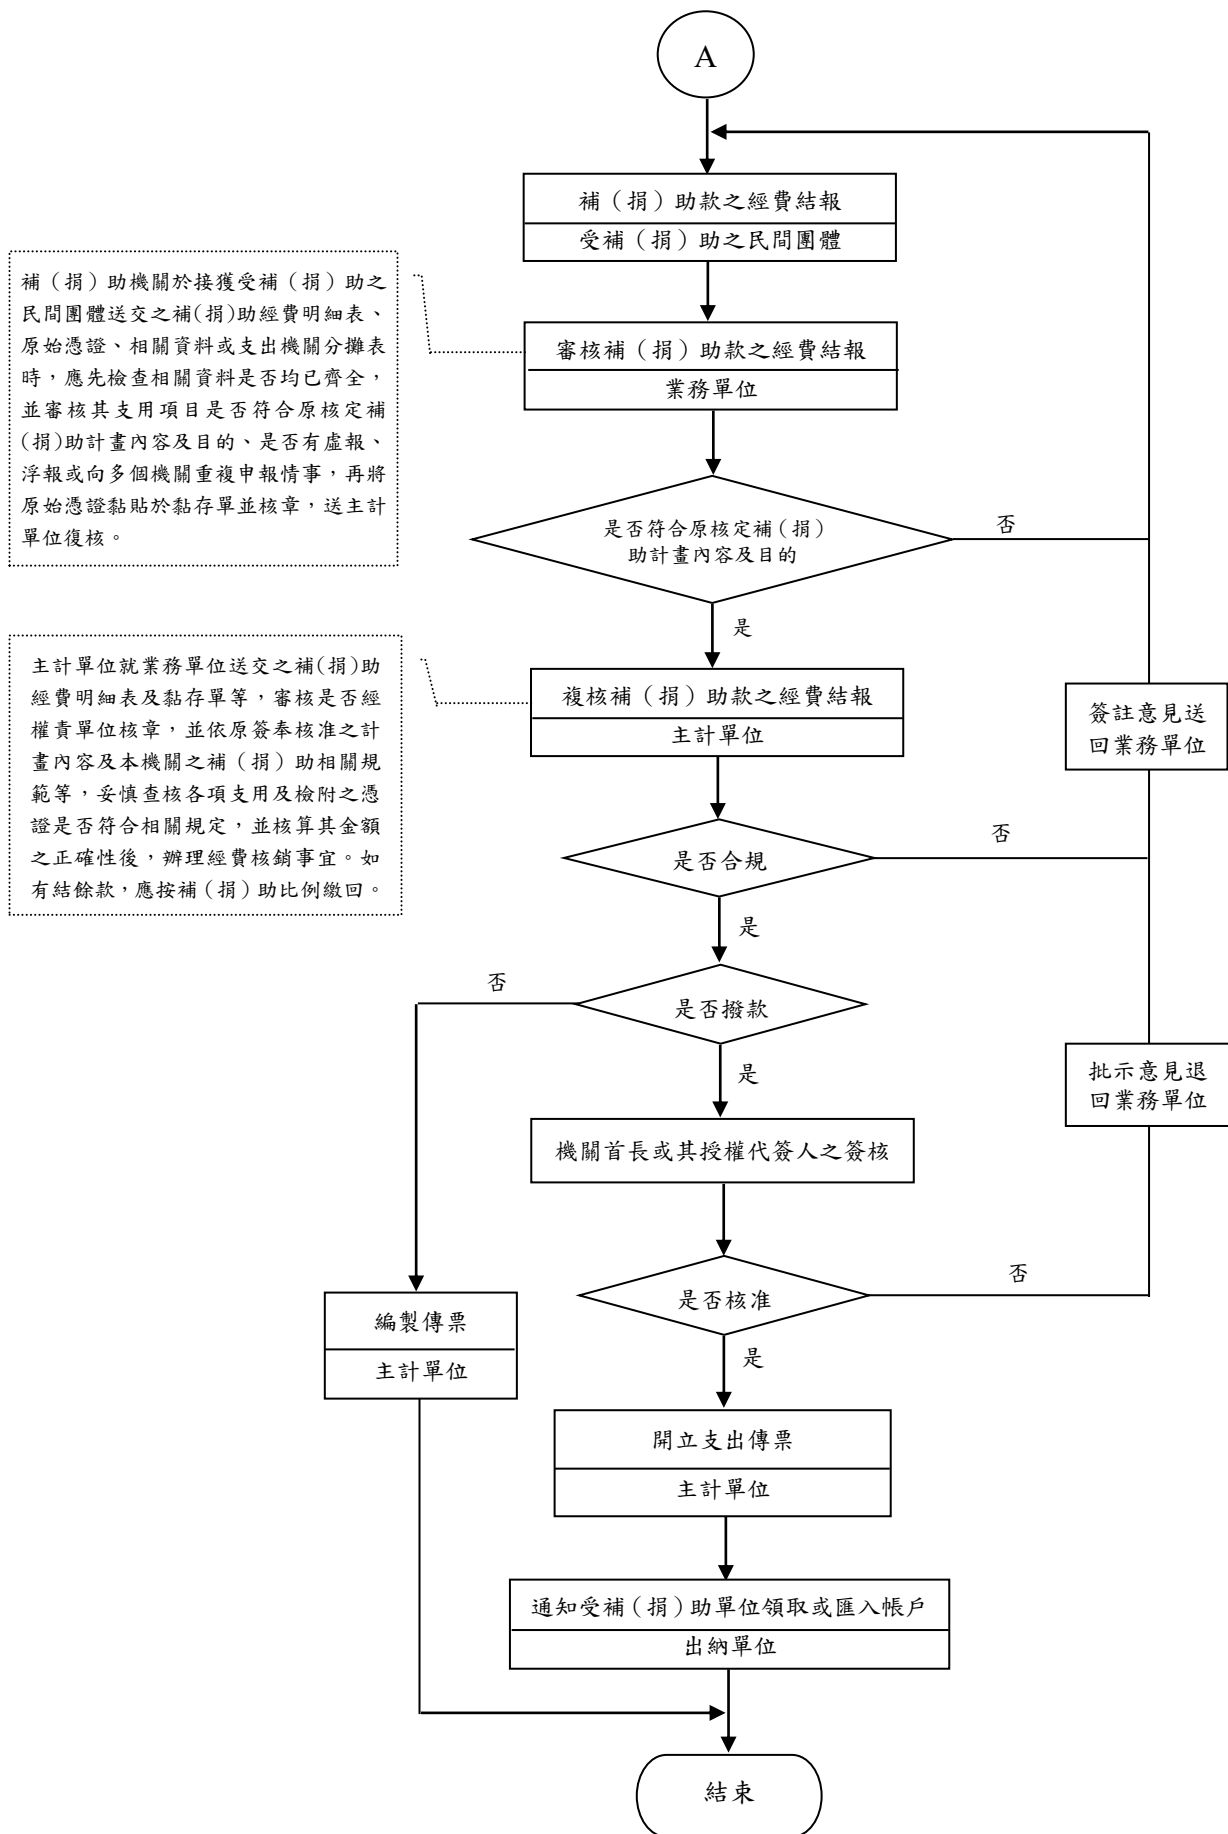 A
補（捐）助款之經費結報
受補（捐）助之民間團體
補（捐）助機關於接獲受補（捐）助之
民間團體送交之補(捐)助經費明細表、
原始憑證、相關資料或支出機關分攤表
時，應先檢查相關資料是否均已齊全，
並審核其支用項目是否符合原核定補
(捐)助計畫內容及目的、是否有虛報、
浮報或向多個機關重複申報情事，再將
原始憑證黏貼於黏存單並核章，送主計
單位復核。
審核補（捐）助款之經費結報
業務單位
是否符合原核定補(捐)
助計畫內容及目的
否
是
主計單位就業務單位送交之補(捐)助
經費明細表及黏存單等，審核是否經
權責單位核章，並依原簽奉核准之計
畫內容及本機關之補（捐）助相關規
範等，妥慎查核各項支用及檢附之憑
證是否符合相關規定，並核算其金額
之正確性後，辦理經費核銷事宜。如
有結餘款，應按補（捐）助比例繳回。
複核補（捐）助款之經費結報
主計單位
簽註意見送
回業務單位
是否合規
否
是
是否撥款
否
是
批示意見退
回業務單位
機關首長或其授權代簽人之簽核
是否核准
否
是
編製傳票
主計單位
開立支出傳票
主計單位
通知受補(捐)助單位領取或匯入帳戶
出納單位
結束